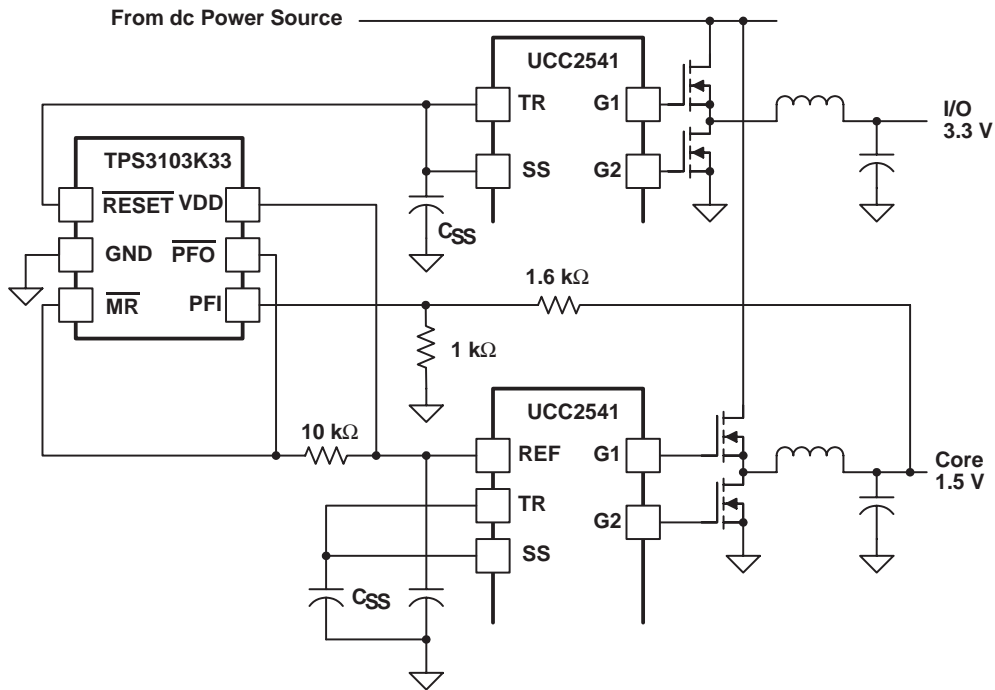 From dc Power Source
UCC2541
TR
G1
SS
G2
I/O
3.3 V
TPS3103K33
RESET
VDD
GND
PFO
MR
PFI
CSS
1.6 kΩ
1 kΩ
UCC2541
10 kΩ
REF
G1
TR
G2
SS
Core
1.5 V
CSS